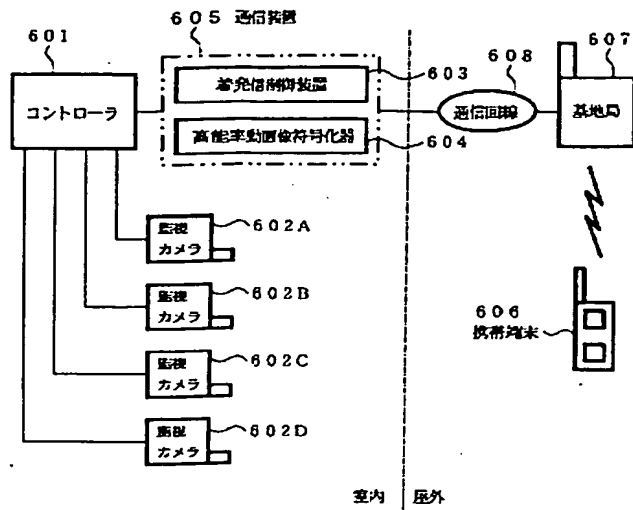 605 通信装置
601
コントローラ
着発信制御装置
603
高能率動画像符号化器
604
608
通信回線
607
基地局
監視
カメラ
602A
監視
カメラ
602B
監視
カメラ
602C
監視
カメラ
602D
606
携帯端末
室内
屋外